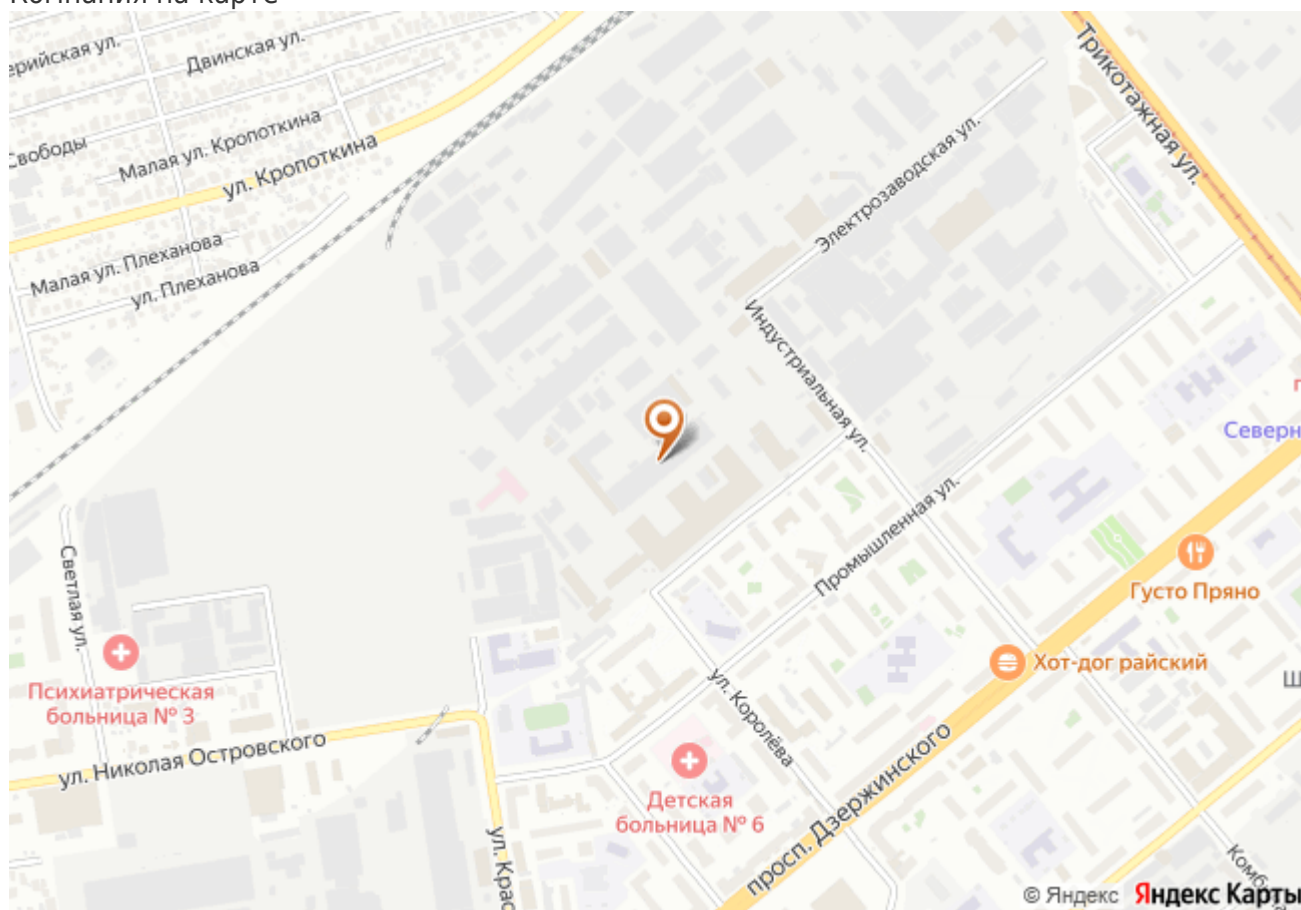 Компания на карте
ерийская ул.
Двинская ул.
Трикотажная ул.
Свободы
Малая ул. Кропоткина
ул. Кропоткина
Электрозаводская ул.
Малая ул. Плеханова
ул. Плеханова
Индустриальная ул.
Северн
Промышленная ул.
Светлая ул.
Густо Пряно
Хот-дог райский
Ш
Психиатрическая
больница № 3
ул. Королёва
ул. Николая Островского
просп. Дзержинского
Детская
больница № 6
ул. Крас
Комбина
© Яндекс Яндекс Карты